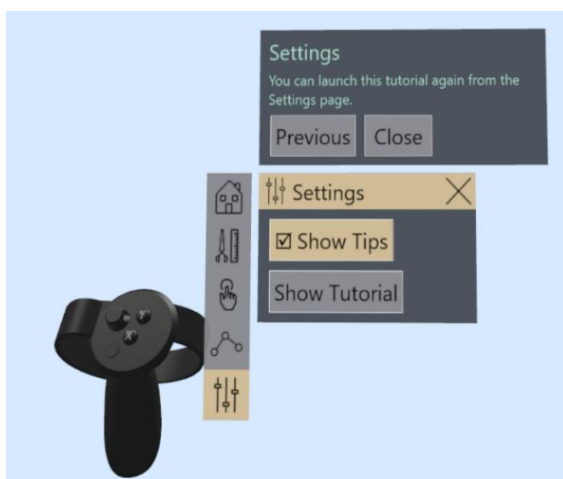 Settings
You can launch this tutorial again from the
Settings page.
Previous Close
Settings
Show Tips
Show Tutorial
Y
X